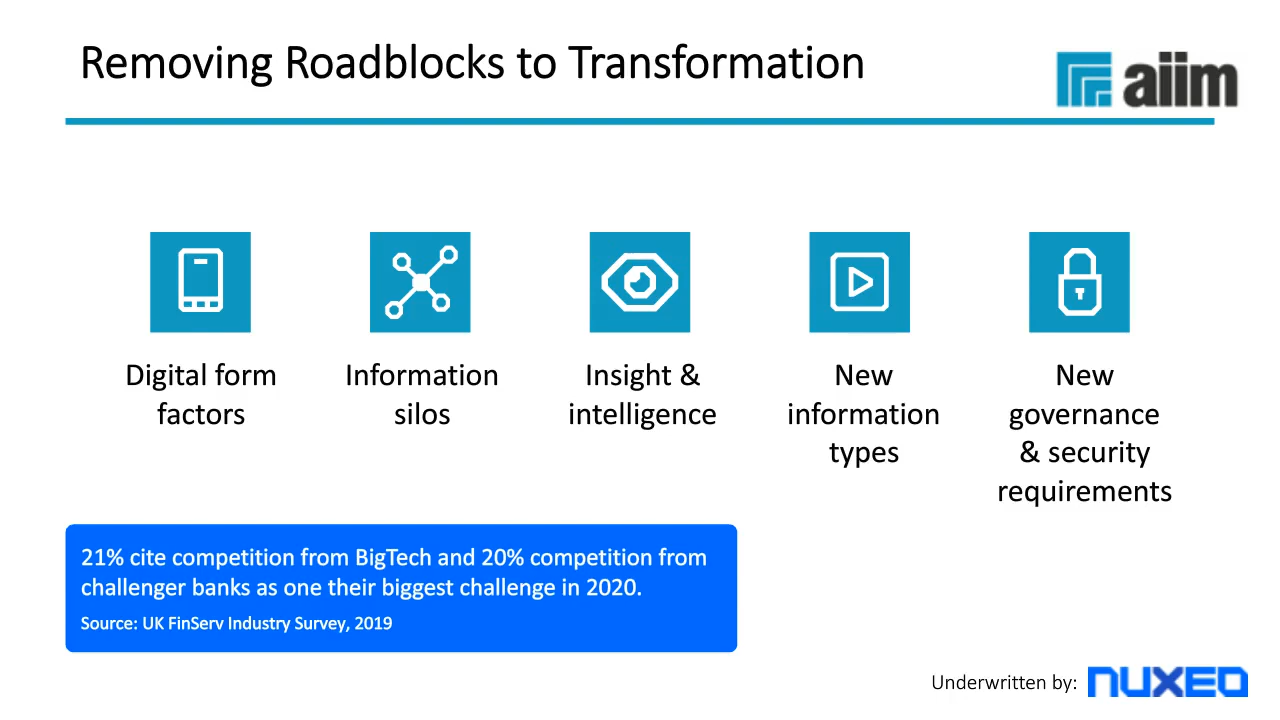 Removing Roadblocks to Transformation
aiim
Digital form
factors
Information
silos
Insight &
intelligence
New
information
types
New
governance
& security
requirements
21% cite competition from BigTech and 20% competition from
challenger banks as one their biggest challenge in 2020.
Source: UK FinServ Industry Survey, 2019
Underwritten by: nuxeo